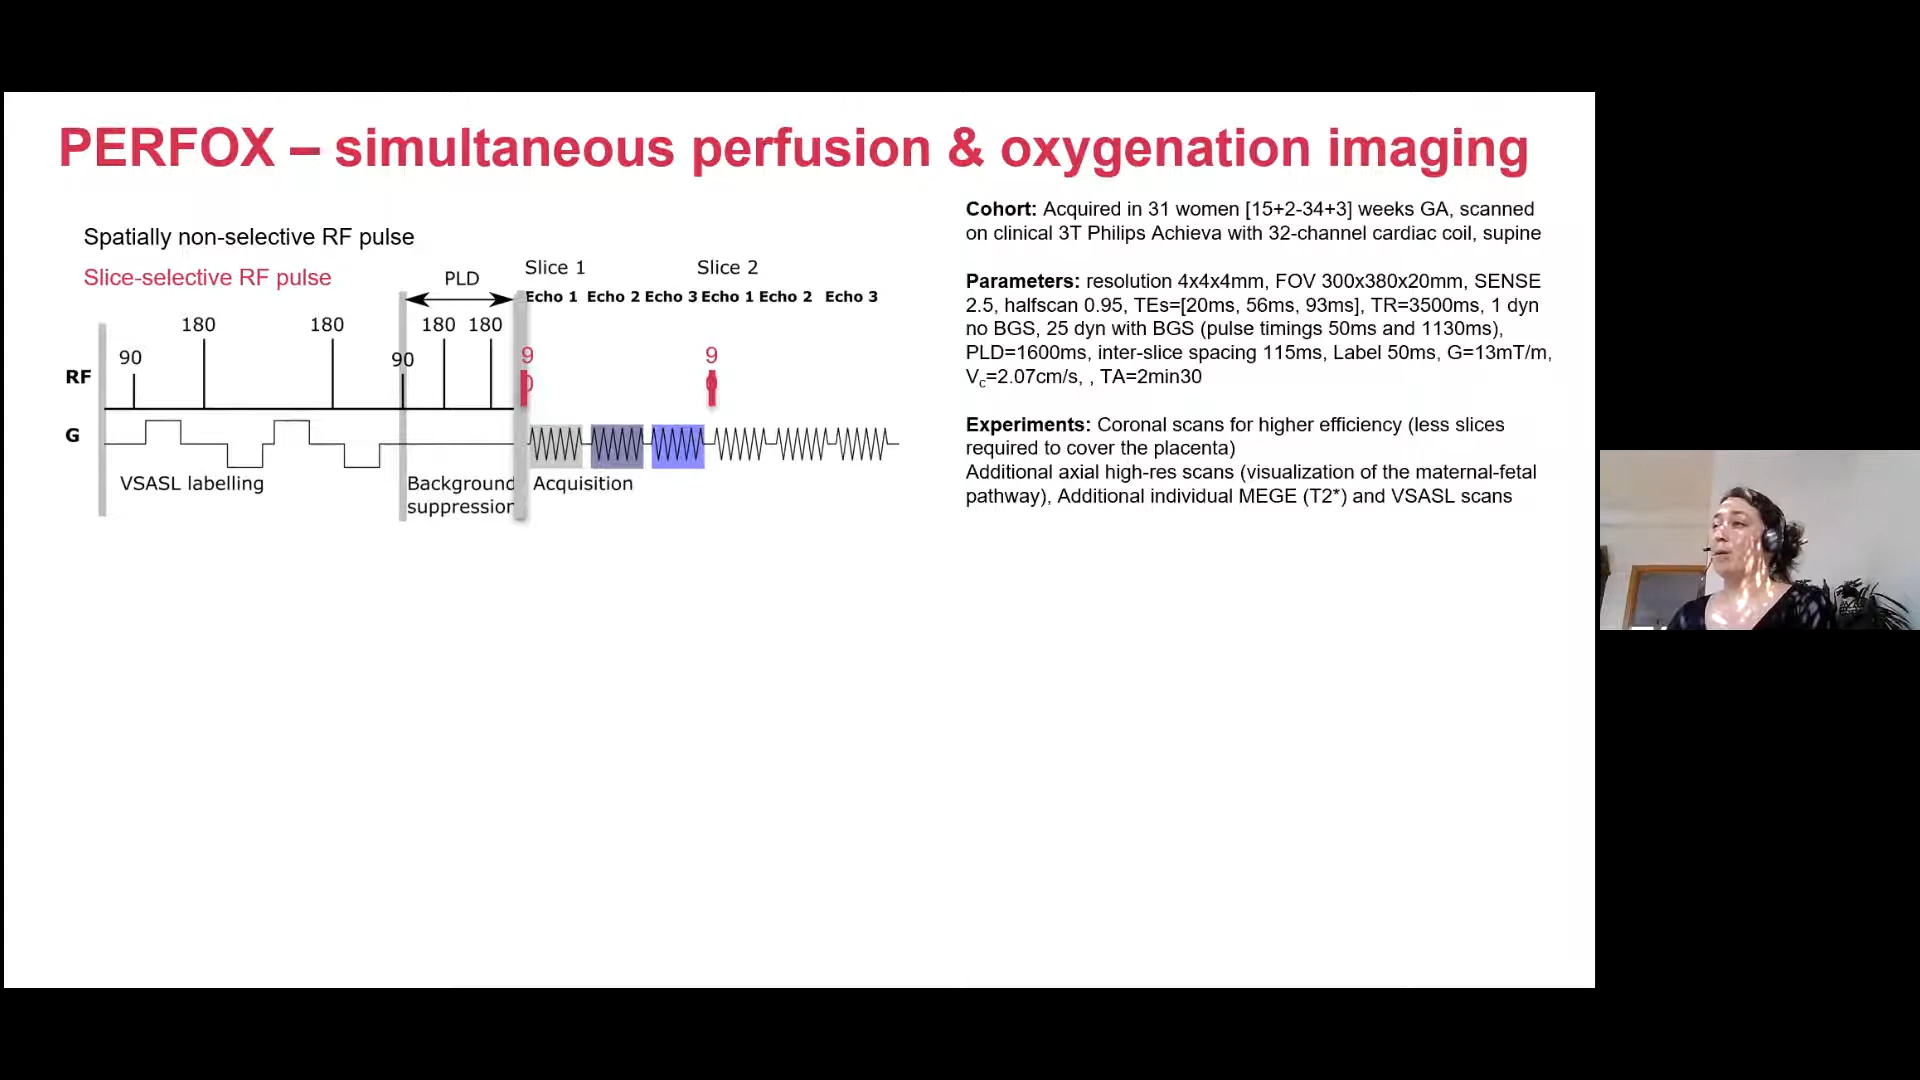 PERFOX – simultaneous perfusion & oxygenation imaging
Spatially non-selective RF pulse
Slice-selective RF pulse
PLD
Slice 1
Slice 2
Echo 1 Echo 2 Echo 3 Echo 1 Echo 2 Echo 3
90 180 180 90 180 180 90 90
RF
G
VSASL labelling
Background
suppression
Acquisition
Cohort: Acquired in 31 women [15+2-34+3] weeks GA, scanned
on clinical 3T Philips Achieva with 32-channel cardiac coil, supine
Parameters: resolution 4x4x4mm, FOV 300x380x20mm, SENSE
2.5, halfscan 0.95, TEs=[20ms, 56ms, 93ms], TR=3500ms, 1 dyn
no BGS, 25 dyn with BGS (pulse timings 50ms and 1130ms),
PLD=1600ms, inter-slice spacing 115ms, Label 50ms, G=13mT/m,
Vc=2.07cm/s, , TA=2min30
Experiments: Coronal scans for higher efficiency (less slices
required to cover the placenta)
Additional axial high-res scans (visualization of the maternal-fetal
pathway), Additional individual MEGE (T2*) and VSASL scans